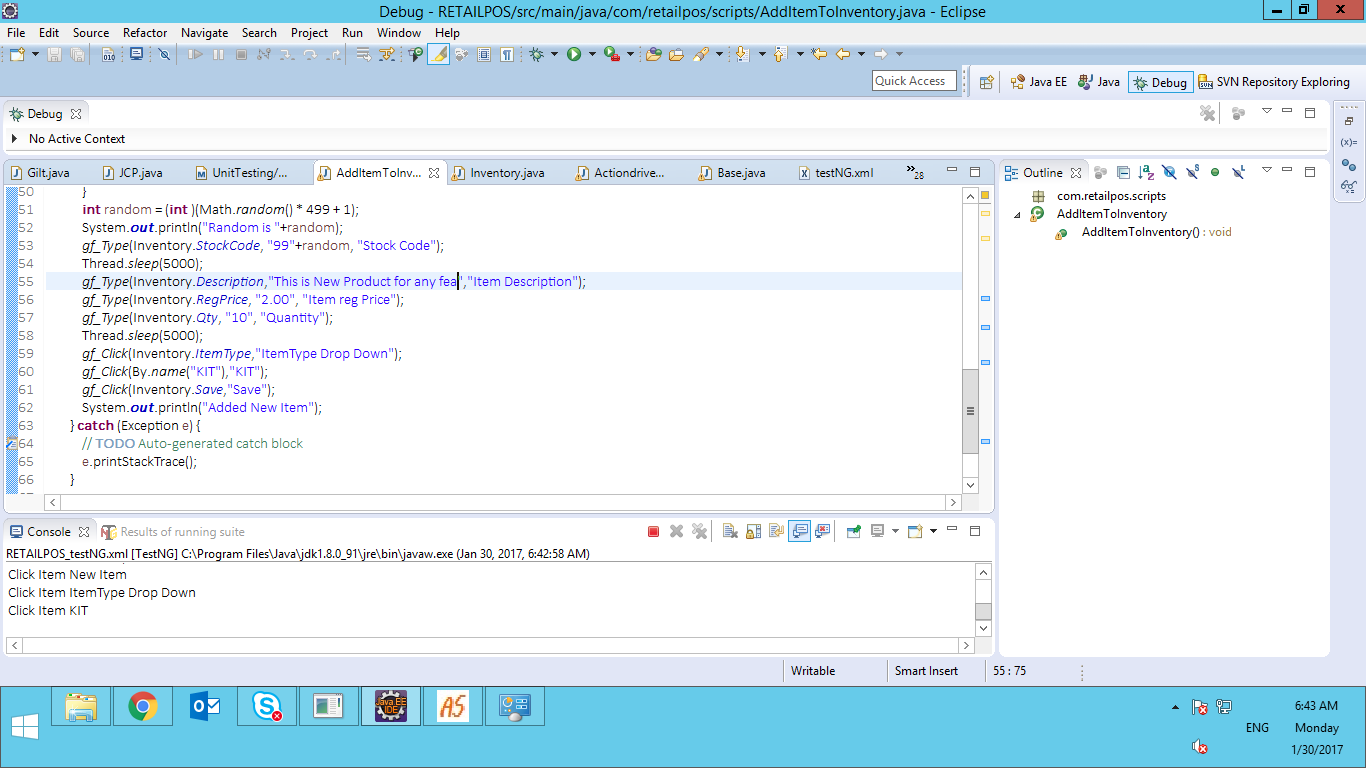 Debug - RETAILPOS/src/main/java/com/retailpos/scripts/AddItemToInventory.java - Eclipse
File Edit Source Refactor Navigate Search Project Run Window Help
Quick Access
Java EE Java Debug SVN Repository Exploring
Debug
No Active Context
Gilt.java JCP.java UnitTesting/... AddItemToInv... Inventory.java Actiondrive... Base.java testNG.xml »28
50 }
51 int random = (int )(Math.random() * 499 + 1);
52 System.out.println("Random is "+random);
53 gf_Type(Inventory.StockCode, "99"+random, "Stock Code");
54 Thread.sleep(5000);
55 gf_Type(Inventory.Description,"This is New Product for any fea","Item Description");
56 gf_Type(Inventory.RegPrice, "2.00", "Item reg Price");
57 gf_Type(Inventory.Qty, "10", "Quantity");
58 Thread.sleep(5000);
59 gf_Click(Inventory.ItemType,"ItemType Drop Down");
60 gf_Click(By.name("KIT"),"KIT");
61 gf_Click(Inventory.Save,"Save");
62 System.out.println("Added New Item");
63 } catch (Exception e) {
64 // TODO Auto-generated catch block
65 e.printStackTrace();
66 }
Outline
com.retailpos.scripts
AddItemToInventory
AddItemToInventory() : void
Console Results of running suite
RETAILPOS_testNG.xml [TestNG] C:\Program Files\Java\jdk1.8.0_91\jre\bin\javaw.exe (Jan 30, 2017, 6:42:58 AM)
Click Item New Item
Click Item ItemType Drop Down
Click Item KIT
Writable Smart Insert 55 : 75
Java EE
IDE
AS
ENG
6:43 AM
Monday
1/30/2017